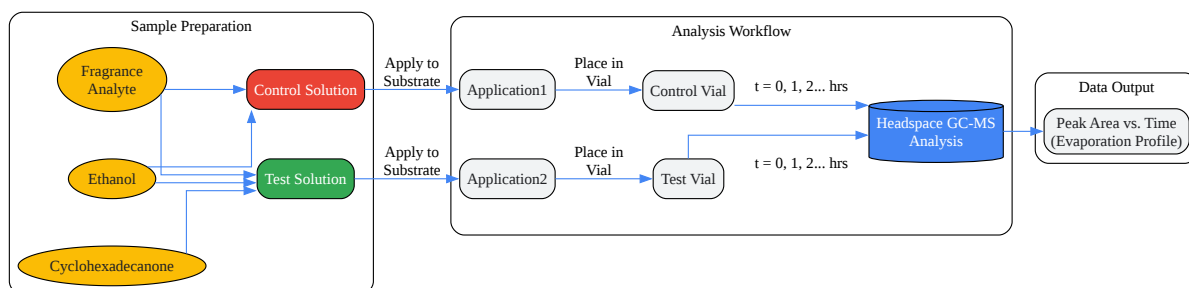 Sample Preparation
Fragrance
Analyte
Ethanol
Cyclohexadecanone
Control Solution
Test Solution
Apply to
Substrate
Apply to
Substrate
Analysis Workflow
Application1
Place in
Vial
Control Vial
t = 0, 1, 2... hrs
Application2
Place in
Vial
Test Vial
t = 0, 1, 2... hrs
Headspace GC-MS
Analysis
Data Output
Peak Area vs. Time
(Evaporation Profile)